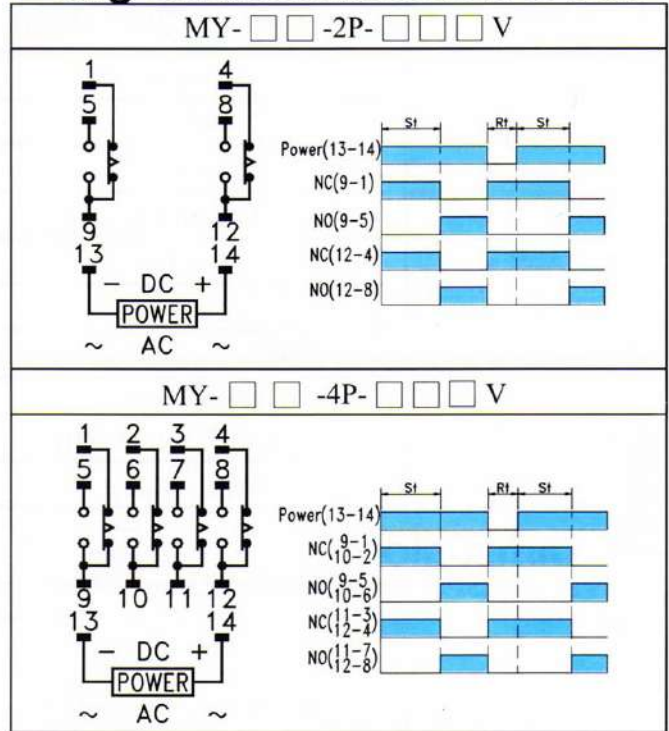 MY- □ □ -2P- □ □ □ V
1 4
5 8
9 12
13 14
- DC +
POWER
~ AC ~
St Rt St
Power(13-14)
NC(9-1)
NO(9-5)
NC(12-4)
NO(12-8)
MY- □ □ -4P- □ □ □ V
1 2 3 4
5 6 7 8
9 10 11 12
13 14
- DC +
POWER
~ AC ~
St Rt St
Power(13-14)
NC(9-1 10-2)
NO(9-5 10-6)
NC(11-3 12-4)
NO(11-7 12-8)